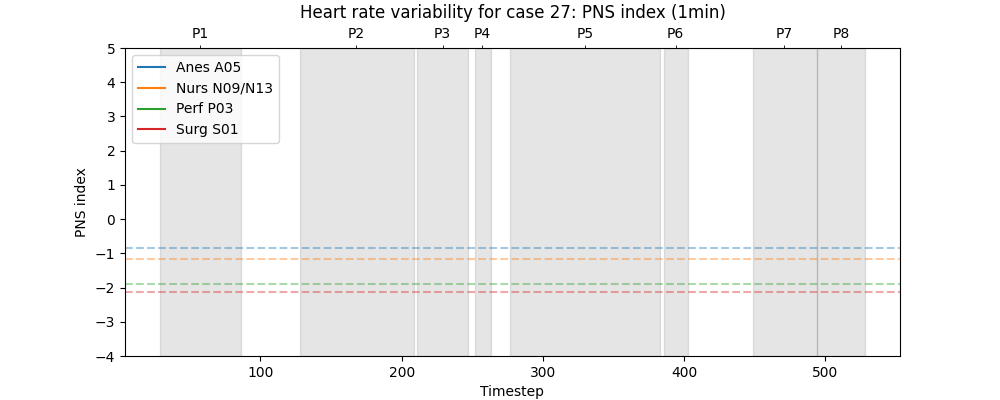 Heart rate variability for case 27: PNS index (1min)
P1 P2 P3 P4 P5 P6 P7 P8
Anes A05
Nurs N09/N13
Perf P03
Surg S01
PNS index
5
4
3
2
1
0
−1
−2
−3
−4
100 200 300 400 500
Timestep